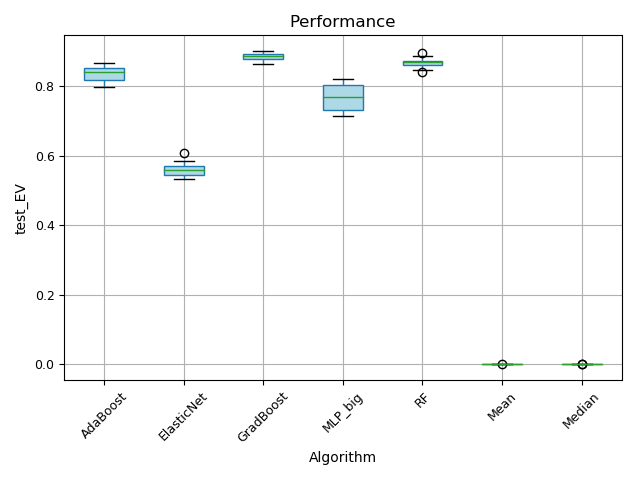 Performance
test_EV
0.8
0.6
0.4
0.2
0.0
AdaBoost
ElasticNet
GradBoost
MLP_big
RF
Mean
Median
Algorithm